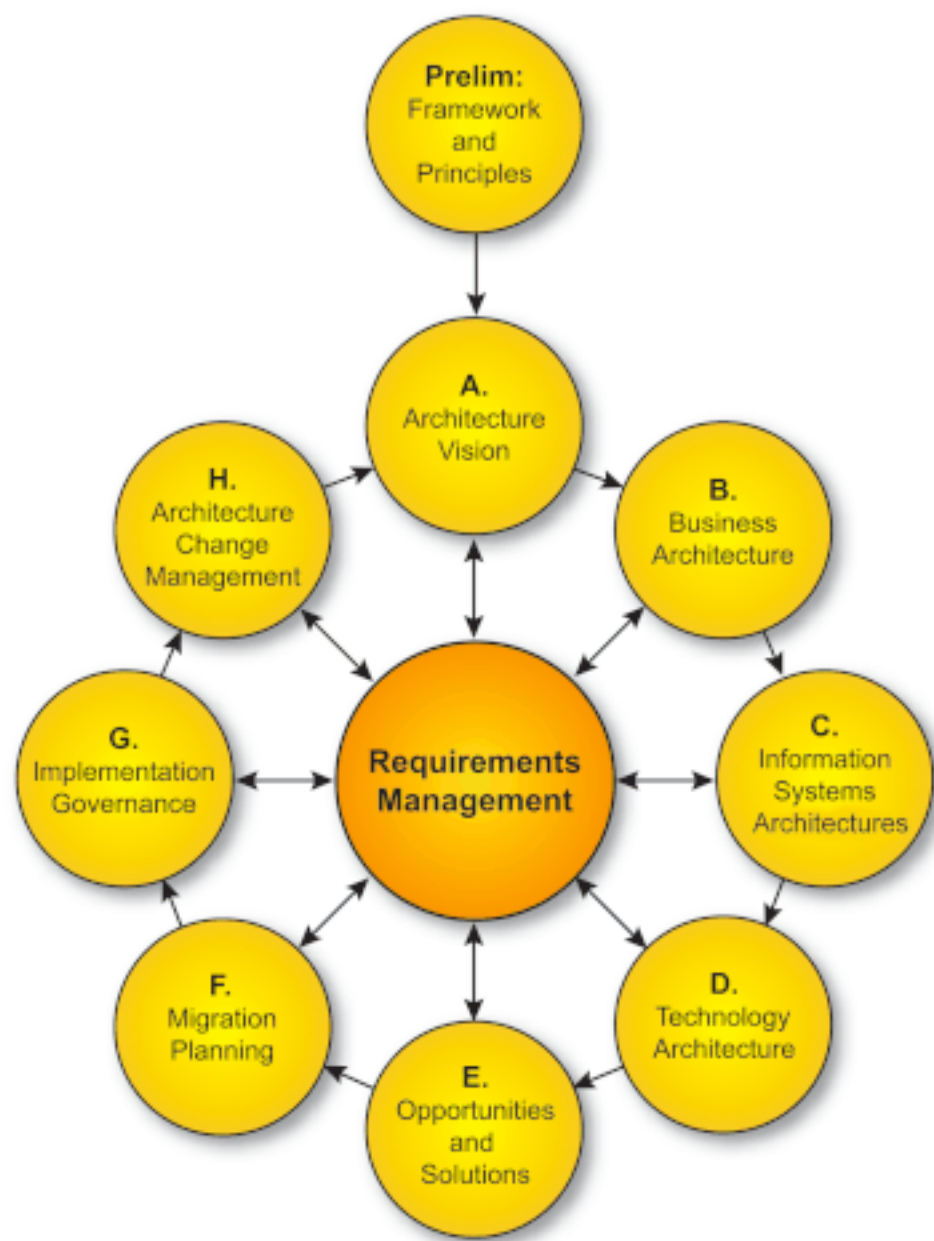 Prelim:
Framework
and
Principles
A.
Architecture
Vision
B.
Business
Architecture
C.
Information
Systems
Architectures
D.
Technology
Architecture
E.
Opportunities
and
Solutions
F.
Migration
Planning
G.
Implementation
Governance
H.
Architecture
Change
Management
Requirements
Management